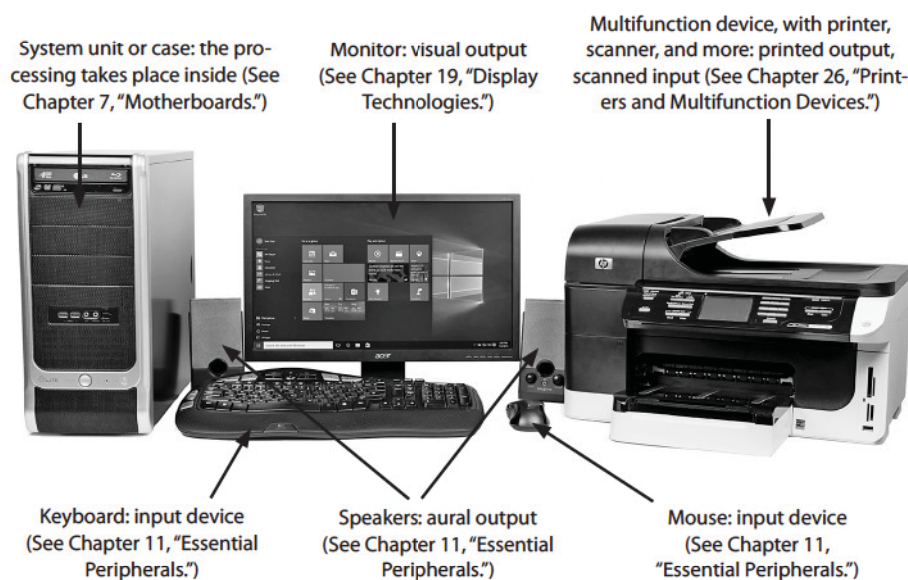 System unit or case: the pro-
cessing takes place inside (See
Chapter 7, “Motherboards.”)
Monitor: visual output
(See Chapter 19, “Display
Technologies.”)
Multifunction device, with printer,
scanner, and more: printed output,
scanned input (See Chapter 26, “Print-
ers and Multifunction Devices.”)
hp
acer
Keyboard: input device
(See Chapter 11, “Essential
Peripherals.”)
Speakers: aural output
(See Chapter 11, “Essential
Peripherals.”)
Mouse: input device
(See Chapter 11,
“Essential Peripherals.”)